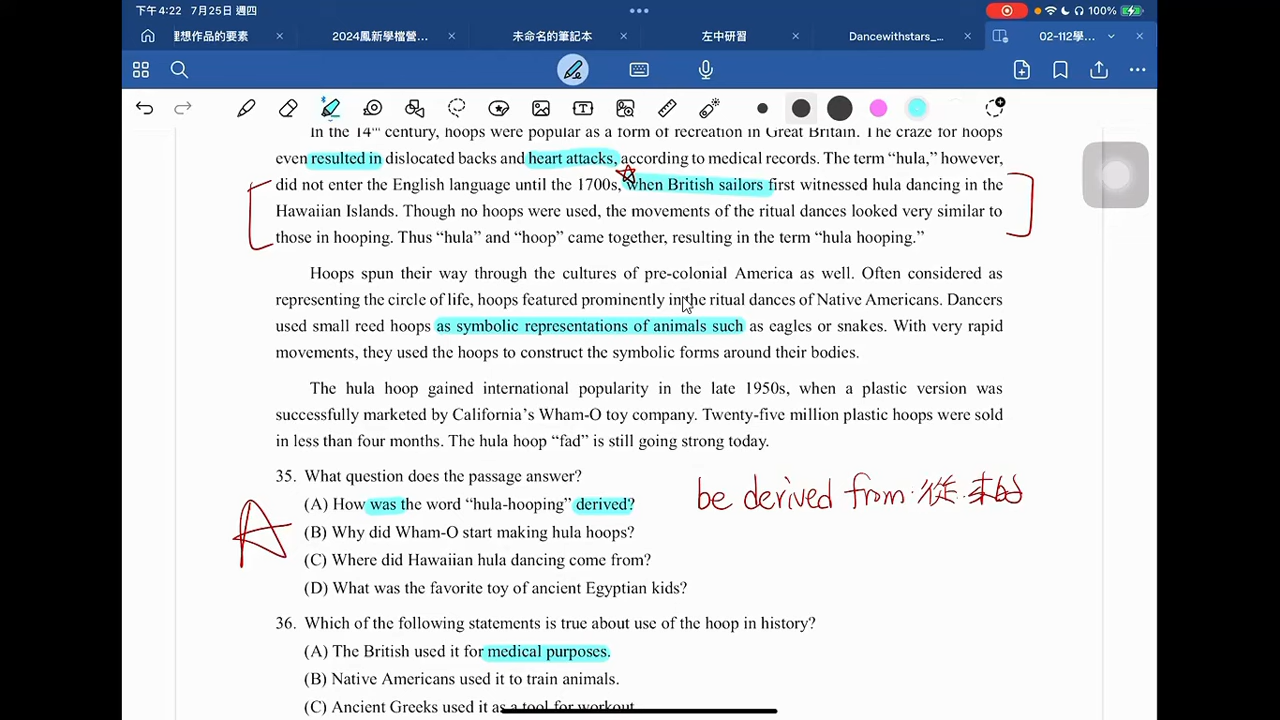 下午4:22 7月25日 週四
100%
理想作品的要素
2024鳳新學檔營...
未命名的筆記本
左中研習
Dancewithstars_...
02-112學...
In the 14th century, hoops were popular as a form of recreation in Great Britain. The craze for hoops
even resulted in dislocated backs and heart attacks, according to medical records. The term “hula,” however,
did not enter the English language until the 1700s, when British sailors first witnessed hula dancing in the
Hawaiian Islands. Though no hoops were used, the movements of the ritual dances looked very similar to
those in hooping. Thus “hula” and “hoop” came together, resulting in the term “hula hooping.”
Hoops spun their way through the cultures of pre-colonial America as well. Often considered as
representing the circle of life, hoops featured prominently in the ritual dances of Native Americans. Dancers
used small reed hoops as symbolic representations of animals such as eagles or snakes. With very rapid
movements, they used the hoops to construct the symbolic forms around their bodies.
The hula hoop gained international popularity in the late 1950s, when a plastic version was
successfully marketed by California’s Wham-O toy company. Twenty-five million plastic hoops were sold
in less than four months. The hula hoop “fad” is still going strong today.
35. What question does the passage answer?
(A) How was the word “hula-hooping” derived?
be derived from:從…來的
A
(B) Why did Wham-O start making hula hoops?
(C) Where did Hawaiian hula dancing come from?
(D) What was the favorite toy of ancient Egyptian kids?
36. Which of the following statements is true about use of the hoop in history?
(A) The British used it for medical purposes.
(B) Native Americans used it to train animals.
(C) Ancient Greeks used it as a tool for workout.